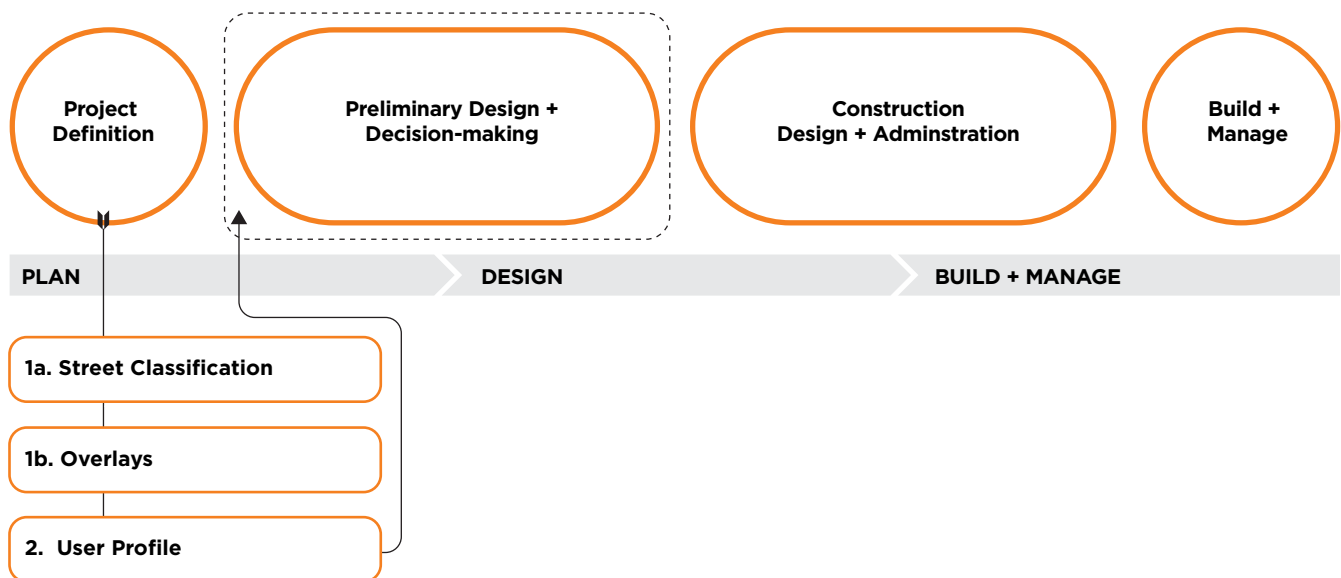 Project
Definition
Preliminary Design +
Decision-making
Construction
Design + Adminstration
Build +
Manage
PLAN
DESIGN
BUILD + MANAGE
1a. Street Classification
1b. Overlays
2. User Profile